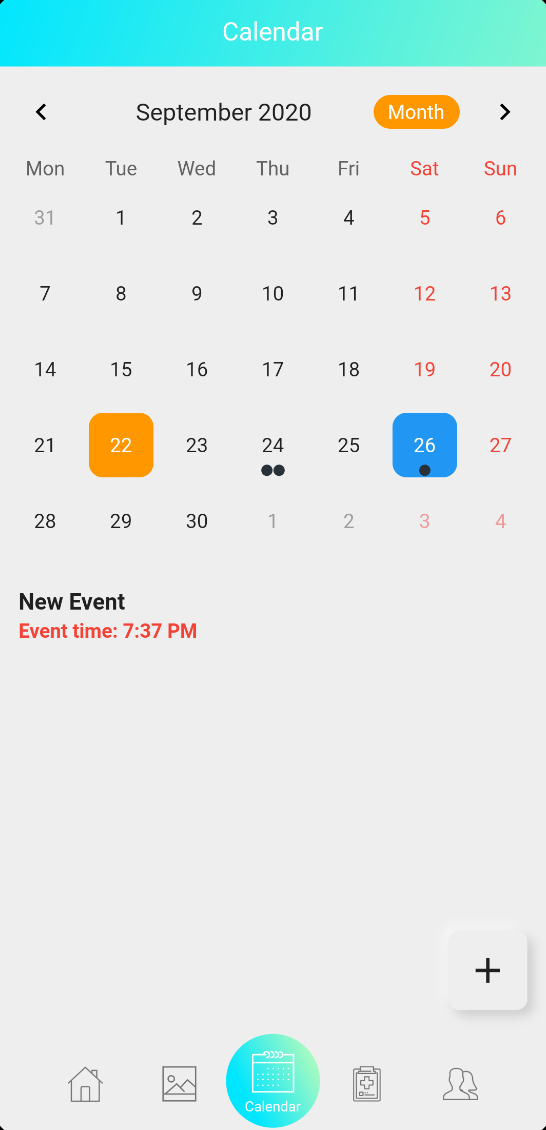 Calendar
September 2020 Month
Mon Tue Wed Thu Fri Sat Sun
31 1 2 3 4 5 6
7 8 9 10 11 12 13
14 15 16 17 18 19 20
21 22 23 24 25 26 27
28 29 30 1 2 3 4
New Event
Event time: 7:37 PM
Calendar